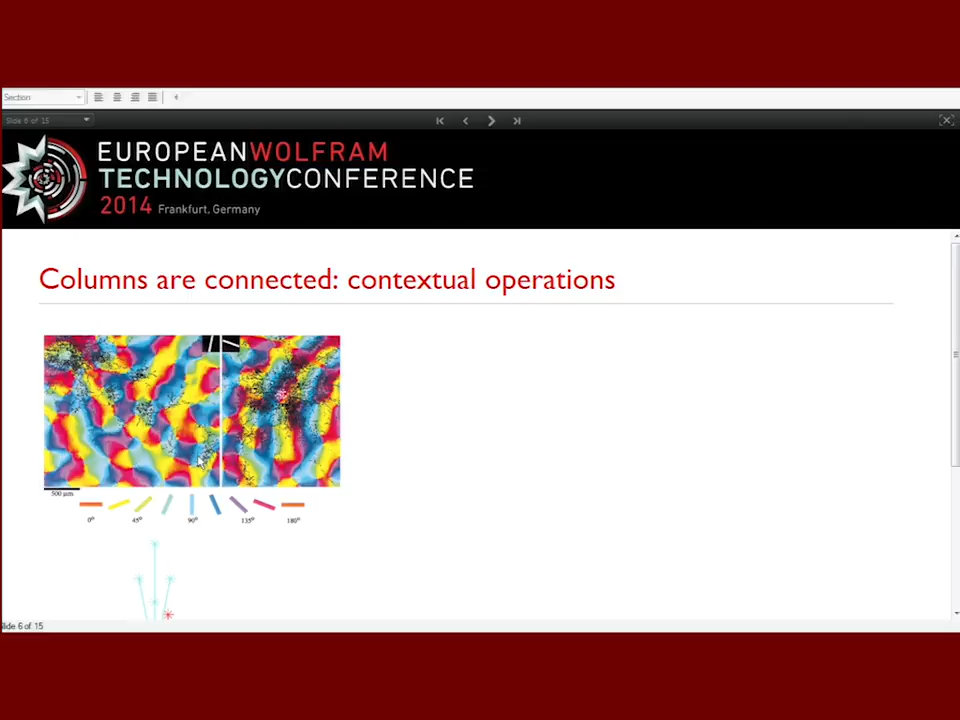 Section
Slide 6 of 15
EUROPEANWOLFRAM
TECHNOLOGYCONFERENCE
2014 Frankfurt, Germany
Columns are connected: contextual operations
500 µm
0° 45° 90° 135° 180°
Slide 6 of 15